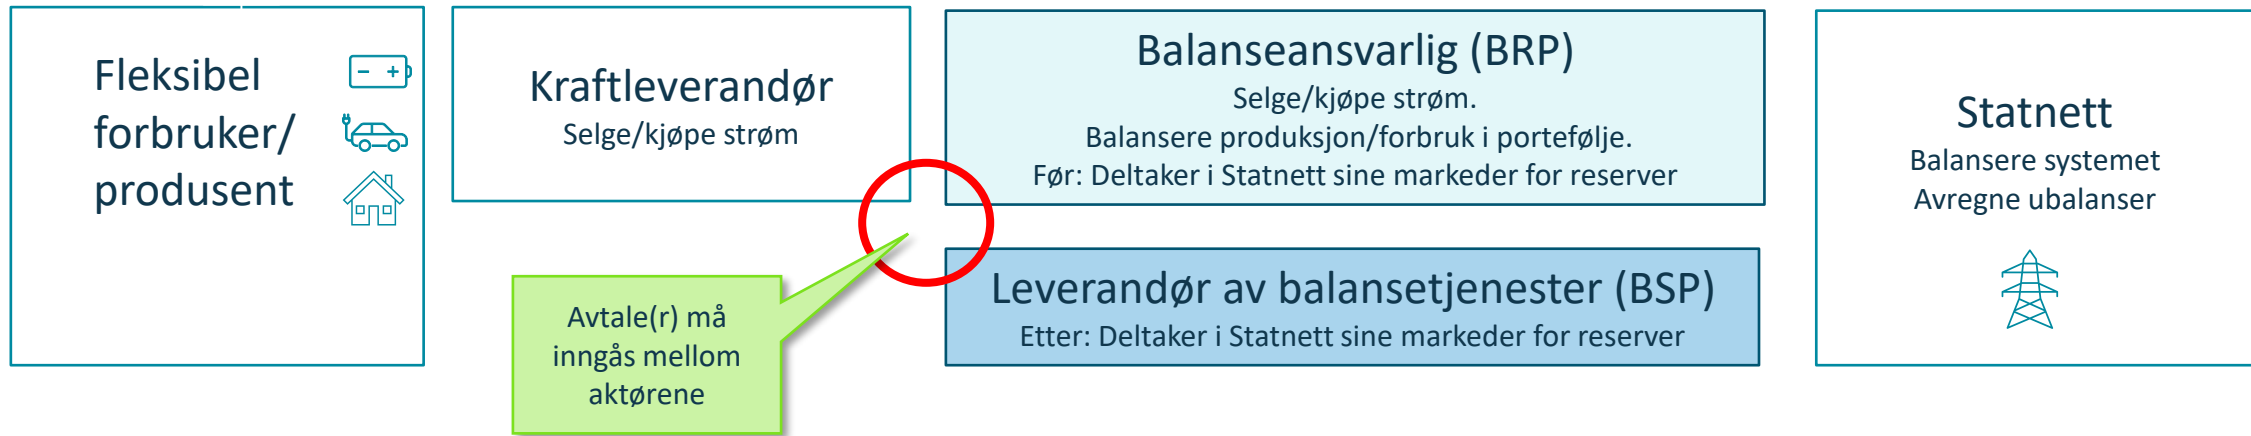 Fleksibel
forbruker/
produsent
Kraftleverandør
Selge/kjøpe strøm
Balanseansvarlig (BRP)
Selge/kjøpe strøm.
Balansere produksjon/forbruk i portefølje.
Før: Deltaker i Statnett sine markeder for reserver
Statnett
Balansere systemet
Avregne ubalanser
Avtale(r) må
inngås mellom
aktørene
Leverandør av balansetjenester (BSP)
Etter: Deltaker i Statnett sine markeder for reserver